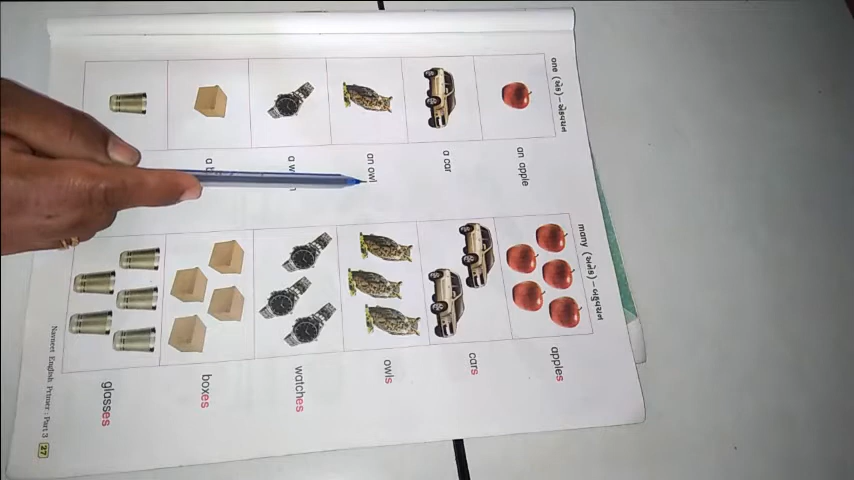 one (એક) – એકવચન
many (અનેક) – બહુવચન
an apple
apples
a car
cars
an owl
owls
watches
boxes
glasses
Navneet English Primer : Part 3 27